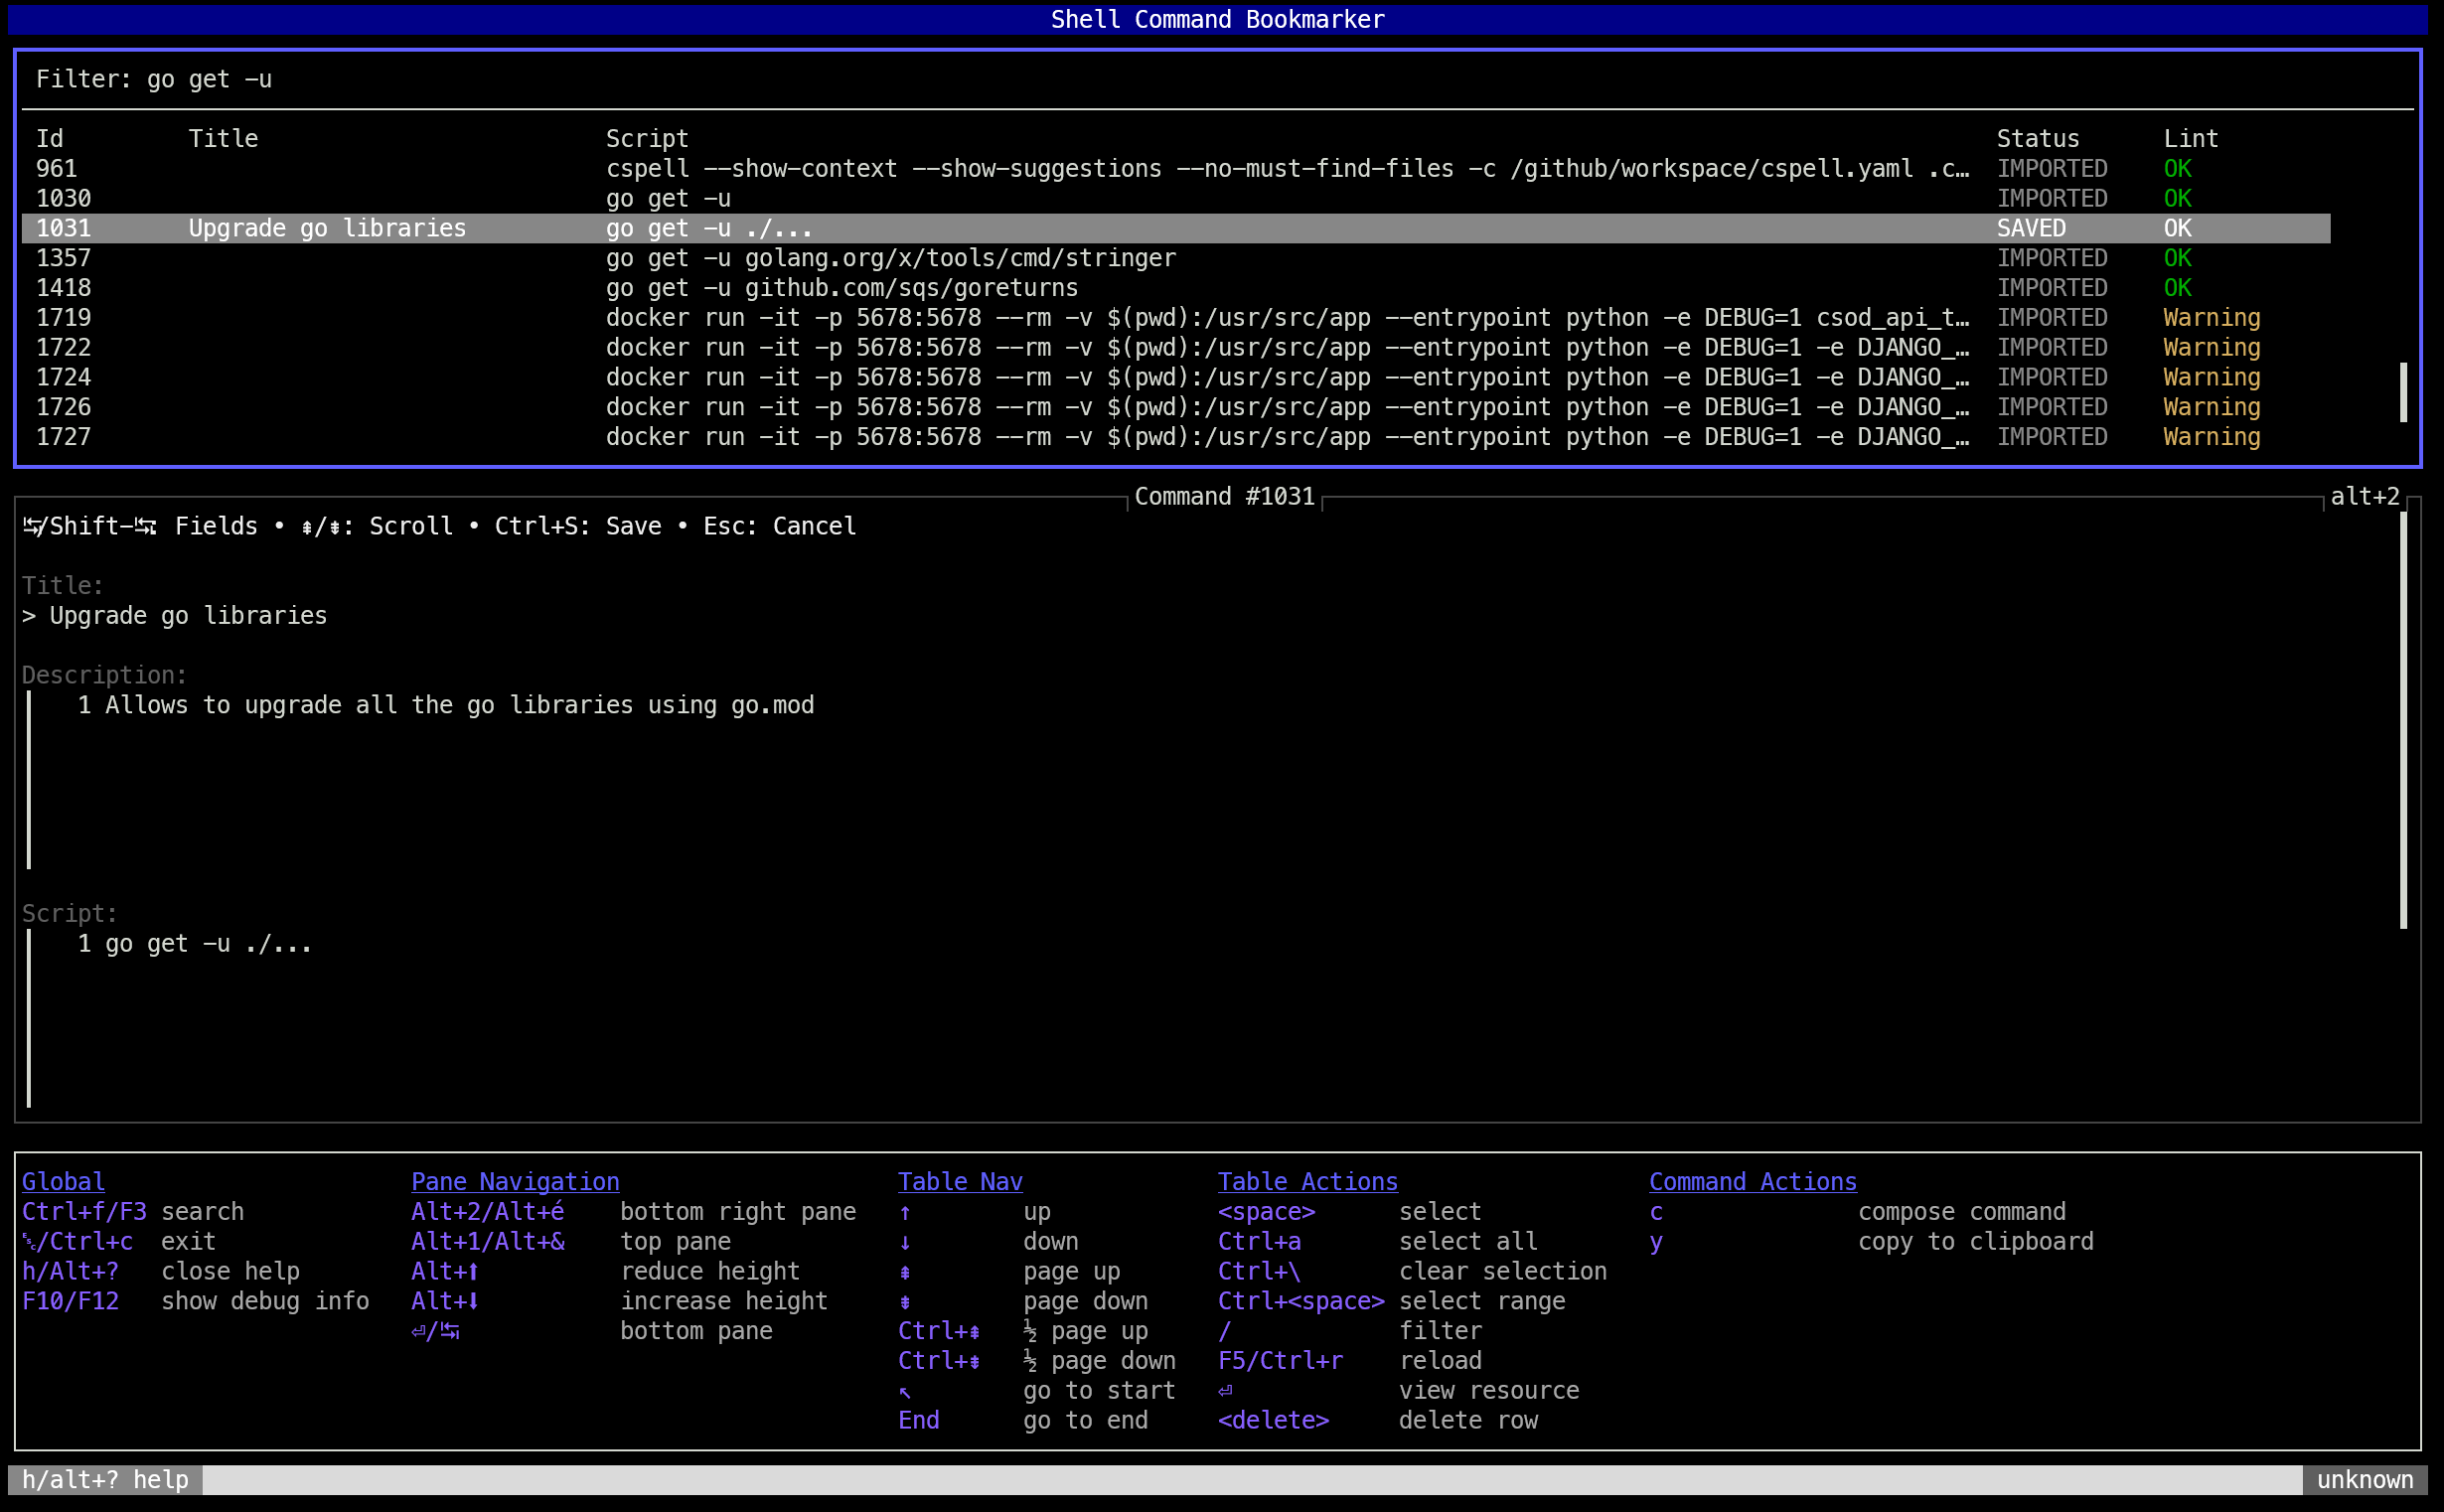 Shell Command Bookmarker
Filter: go get -u
Id Title Script Status Lint
961 cspell --show-context --show-suggestions --no-must-find-files -c /github/workspace/cspell.yaml .c… IMPORTED OK
1030 go get -u IMPORTED OK
1031 Upgrade go libraries go get -u ./... SAVED OK
1357 go get -u golang.org/x/tools/cmd/stringer IMPORTED OK
1418 go get -u github.com/sqs/goreturns IMPORTED OK
1719 docker run -it -p 5678:5678 --rm -v $(pwd):/usr/src/app --entrypoint python -e DEBUG=1 csod_api_t… IMPORTED Warning
1722 docker run -it -p 5678:5678 --rm -v $(pwd):/usr/src/app --entrypoint python -e DEBUG=1 -e DJANGO_… IMPORTED Warning
1724 docker run -it -p 5678:5678 --rm -v $(pwd):/usr/src/app --entrypoint python -e DEBUG=1 -e DJANGO_… IMPORTED Warning
1726 docker run -it -p 5678:5678 --rm -v $(pwd):/usr/src/app --entrypoint python -e DEBUG=1 -e DJANGO_… IMPORTED Warning
1727 docker run -it -p 5678:5678 --rm -v $(pwd):/usr/src/app --entrypoint python -e DEBUG=1 -e DJANGO_… IMPORTED Warning
Command #1031 alt+2
↹/Shift-↹: Fields • ⇞/⇟: Scroll • Ctrl+S: Save • Esc: Cancel
Title:
> Upgrade go libraries
Description:
1 Allows to upgrade all the go libraries using go.mod
Script:
1 go get -u ./...
Global Pane Navigation Table Nav Table Actions Command Actions
Ctrl+f/F3 search Alt+2/Alt+é bottom right pane ↑ up <space> select c compose command
␛/Ctrl+c exit Alt+1/Alt+& top pane ↓ down Ctrl+a select all y copy to clipboard
h/Alt+? close help Alt+⬆ reduce height ⇞ page up Ctrl+\ clear selection
F10/F12 show debug info Alt+⬇ increase height ⇟ page down Ctrl+<space> select range
⏎/↹ bottom pane Ctrl+⇞ ½ page up / filter
Ctrl+⇟ ½ page down F5/Ctrl+r reload
↖ go to start ⏎ view resource
End go to end <delete> delete row
h/alt+? help unknown